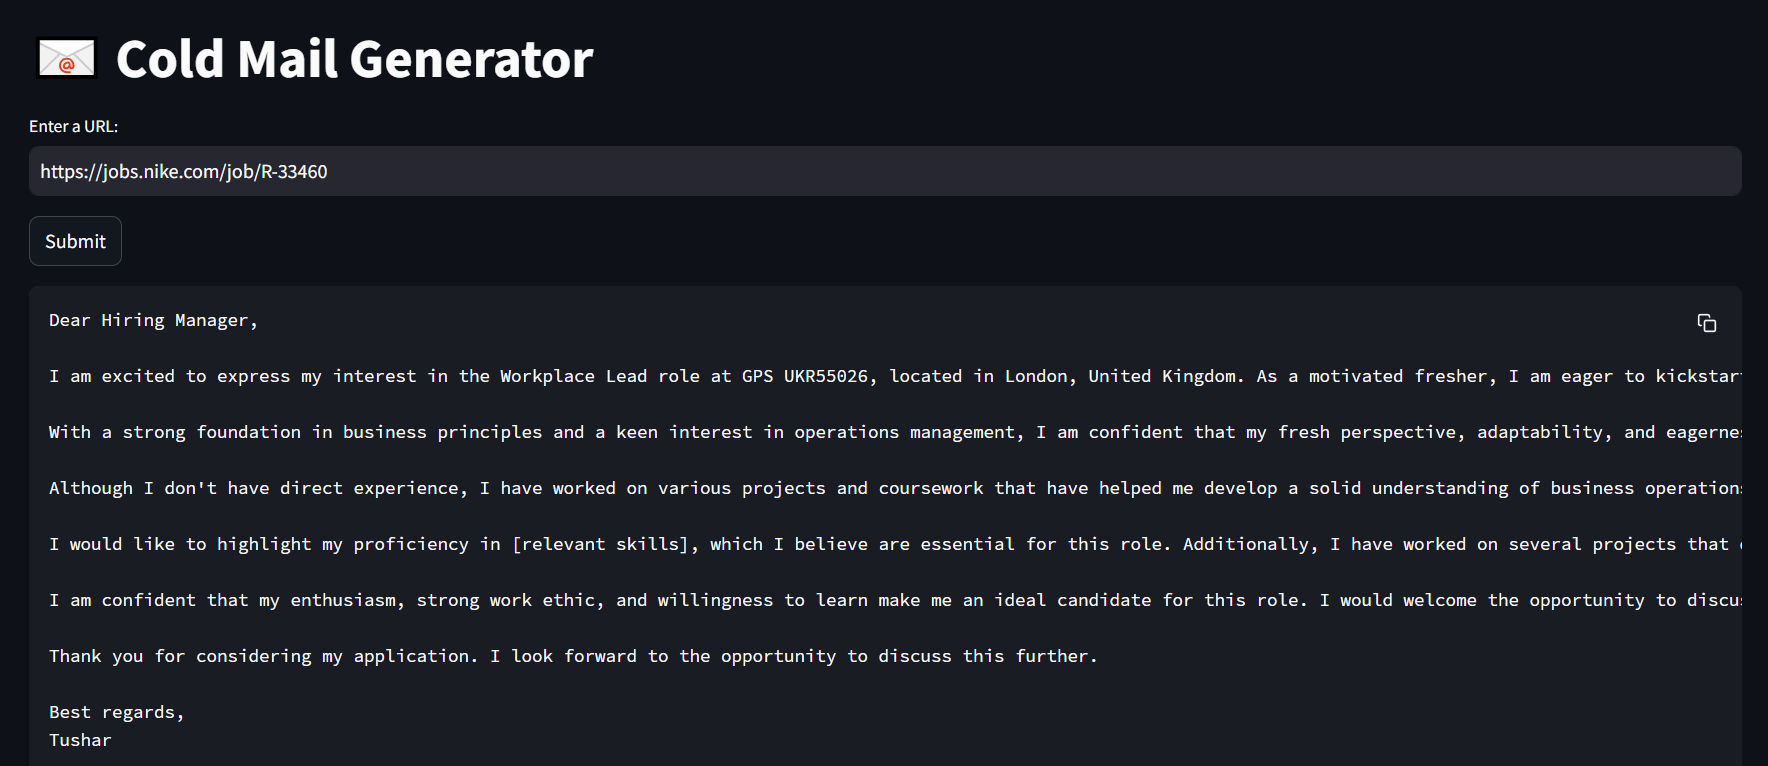 Cold Mail Generator
Enter a URL:
https://jobs.nike.com/job/R-33460
Submit
Dear Hiring Manager,
I am excited to express my interest in the Workplace Lead role at GPS UKR55026, located in London, United Kingdom. As a motivated fresher, I am eager to
With a strong foundation in business principles and a keen interest in operations management, I am confident that my fresh perspective, adaptability, and
Although I don't have direct experience, I have worked on various projects and coursework that have helped me develop a solid understanding of business
I would like to highlight my proficiency in [relevant skills], which I believe are essential for this role. Additionally, I have worked on several projects that
I am confident that my enthusiasm, strong work ethic, and willingness to learn make me an ideal candidate for this role. I would welcome the opportunity to
Thank you for considering my application. I look forward to the opportunity to discuss this further.
Best regards,
Tushar